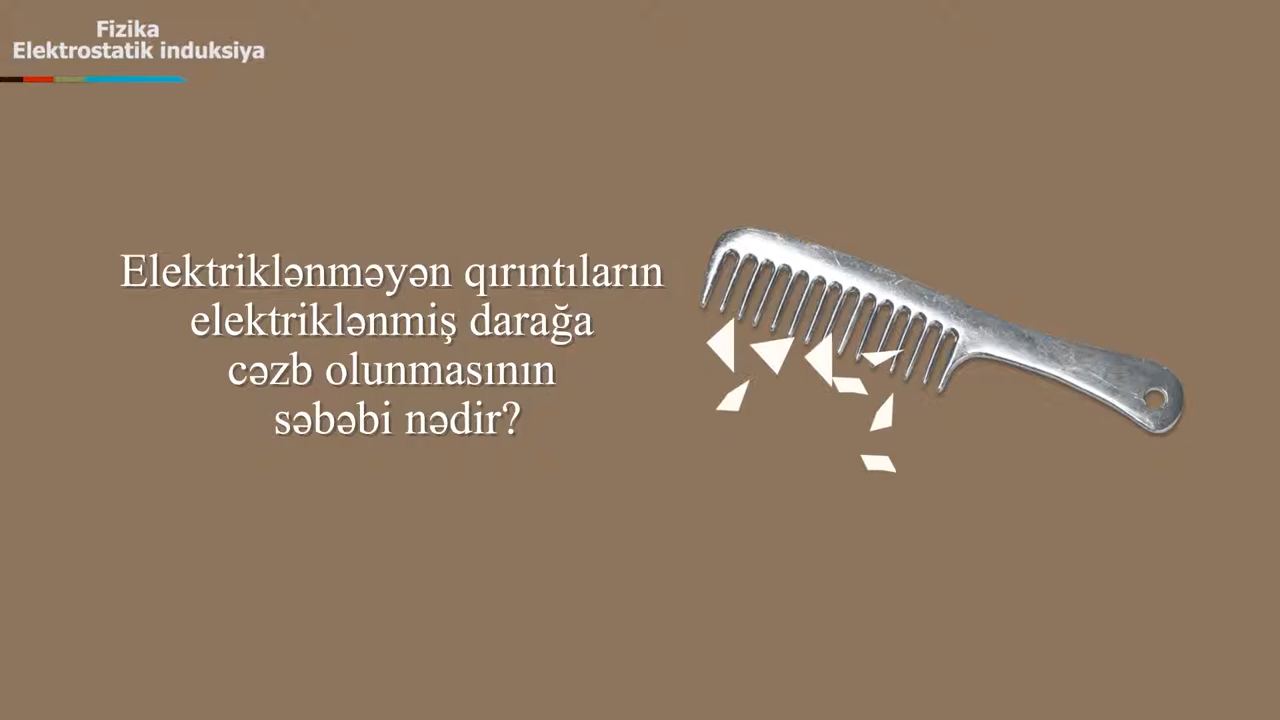 Fizika
Elektrostatik induksiya
Elektriklənməyən qırıntıların
elektriklənmiş darağa
cəzb olunmasının
səbəbi nədir?